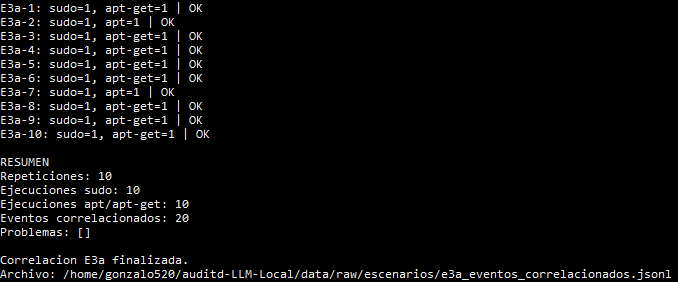 E3a-1: sudo=1, apt-get=1 | OK
E3a-2: sudo=1, apt=1 | OK
E3a-3: sudo=1, apt-get=1 | OK
E3a-4: sudo=1, apt-get=1 | OK
E3a-5: sudo=1, apt-get=1 | OK
E3a-6: sudo=1, apt-get=1 | OK
E3a-7: sudo=1, apt=1 | OK
E3a-8: sudo=1, apt-get=1 | OK
E3a-9: sudo=1, apt-get=1 | OK
E3a-10: sudo=1, apt-get=1 | OK
RESUMEN
Repeticiones: 10
Ejecuciones sudo: 10
Ejecuciones apt/apt-get: 10
Eventos correlacionados: 20
Problemas: []
Correlacion E3a finalizada.
Archivo: /home/gonzalo520/auditd-LLM-Local/data/raw/escenarios/e3a_eventos_correlacionados.jsonl